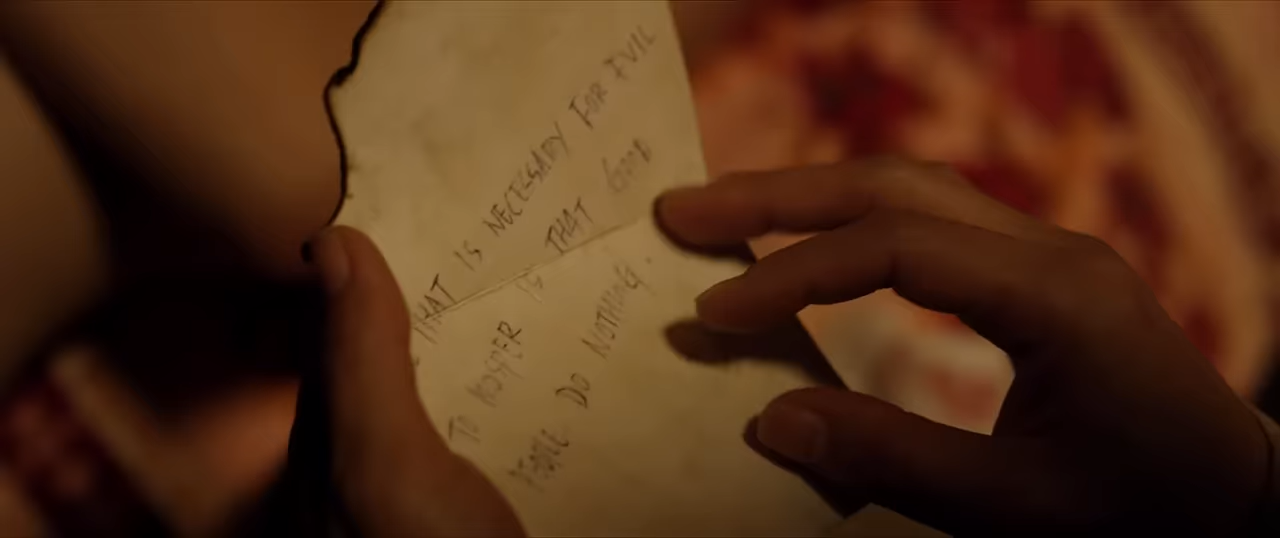 THAT IS NECESSARY FOR EVIL
TO PROSPER IS THAT GOOD
PEOPLE DO NOTHING.